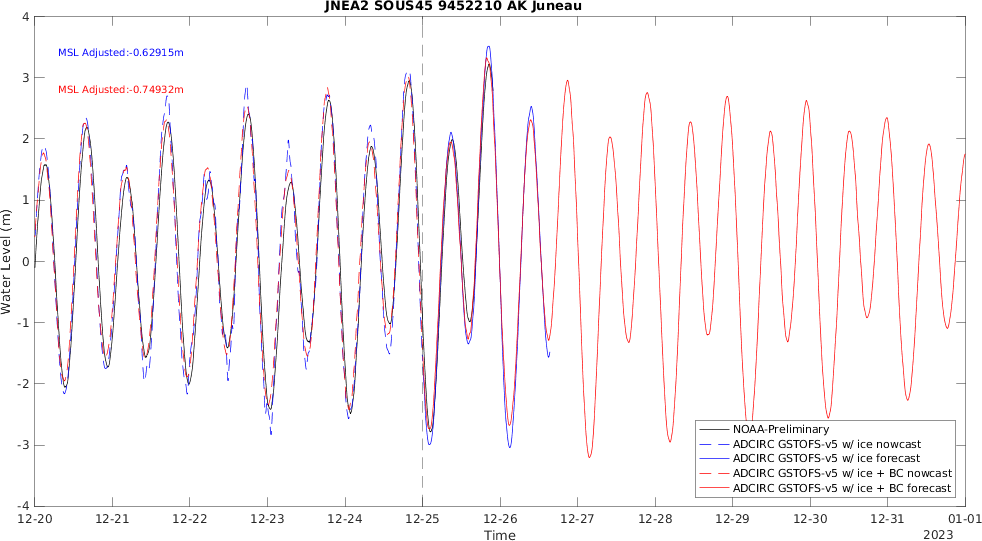 JNEA2 SOUS45 9452210 AK Juneau
MSL Adjusted:-0.62915m
MSL Adjusted:-0.74932m
Water Level (m)
4
3
2
1
0
-1
-2
-3
-4
NOAA-Preliminary
ADCIRC GSTOFS-v5 w/ ice nowcast
ADCIRC GSTOFS-v5 w/ ice forecast
ADCIRC GSTOFS-v5 w/ ice + BC nowcast
ADCIRC GSTOFS-v5 w/ ice + BC forecast
12-20 12-21 12-22 12-23 12-24 12-25 12-26 12-27 12-28 12-29 12-30 12-31 01-01
Time
2023